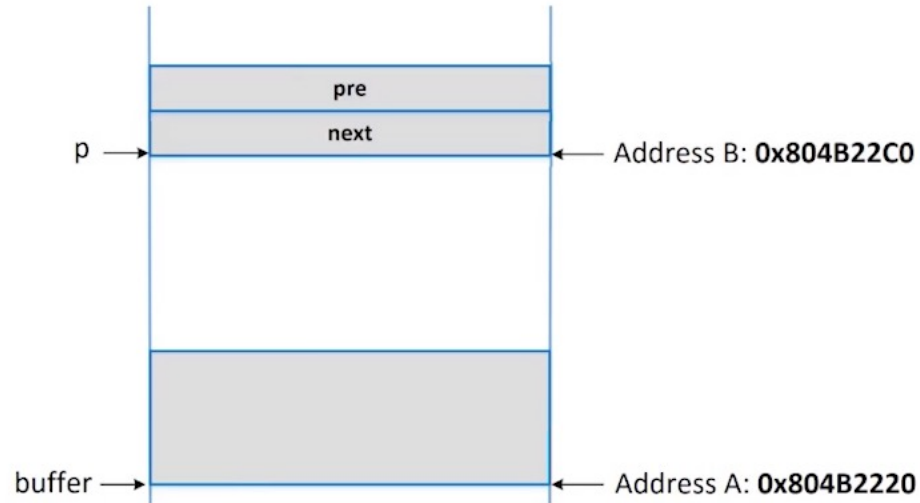 pre
next
p
Address B: 0x804B22C0
buffer
Address A: 0x804B2220